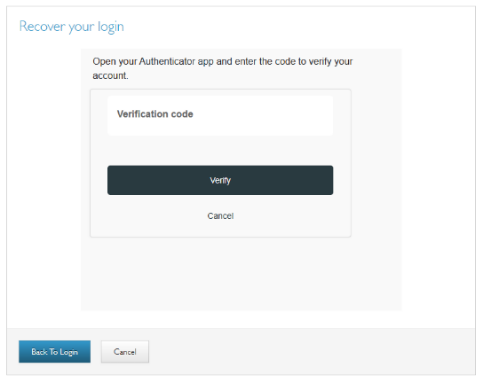 Recover your login
Open your Authenticator app and enter the code to verify your
account.
Verification code
Verify
Cancel
Back To Login
Cancel